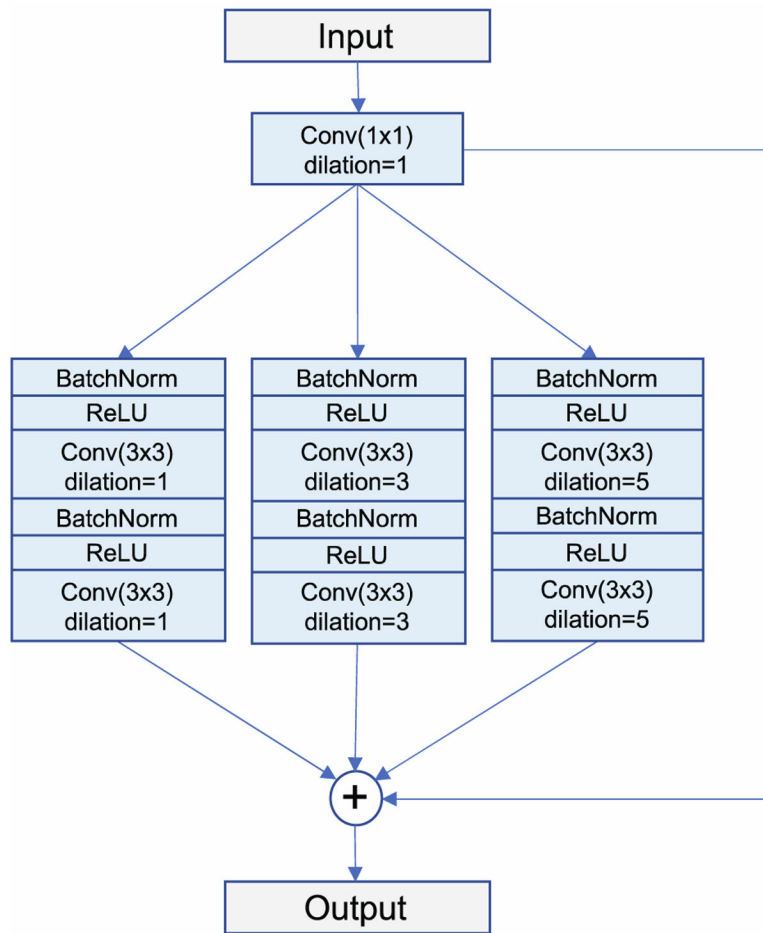 Input
Conv(1x1)
dilation=1
BatchNorm
ReLU
Conv(3x3)
dilation=1
BatchNorm
ReLU
Conv(3x3)
dilation=1
BatchNorm
ReLU
Conv(3x3)
dilation=3
BatchNorm
ReLU
Conv(3x3)
dilation=3
BatchNorm
ReLU
Conv(3x3)
dilation=5
BatchNorm
ReLU
Conv(3x3)
dilation=5
+
Output